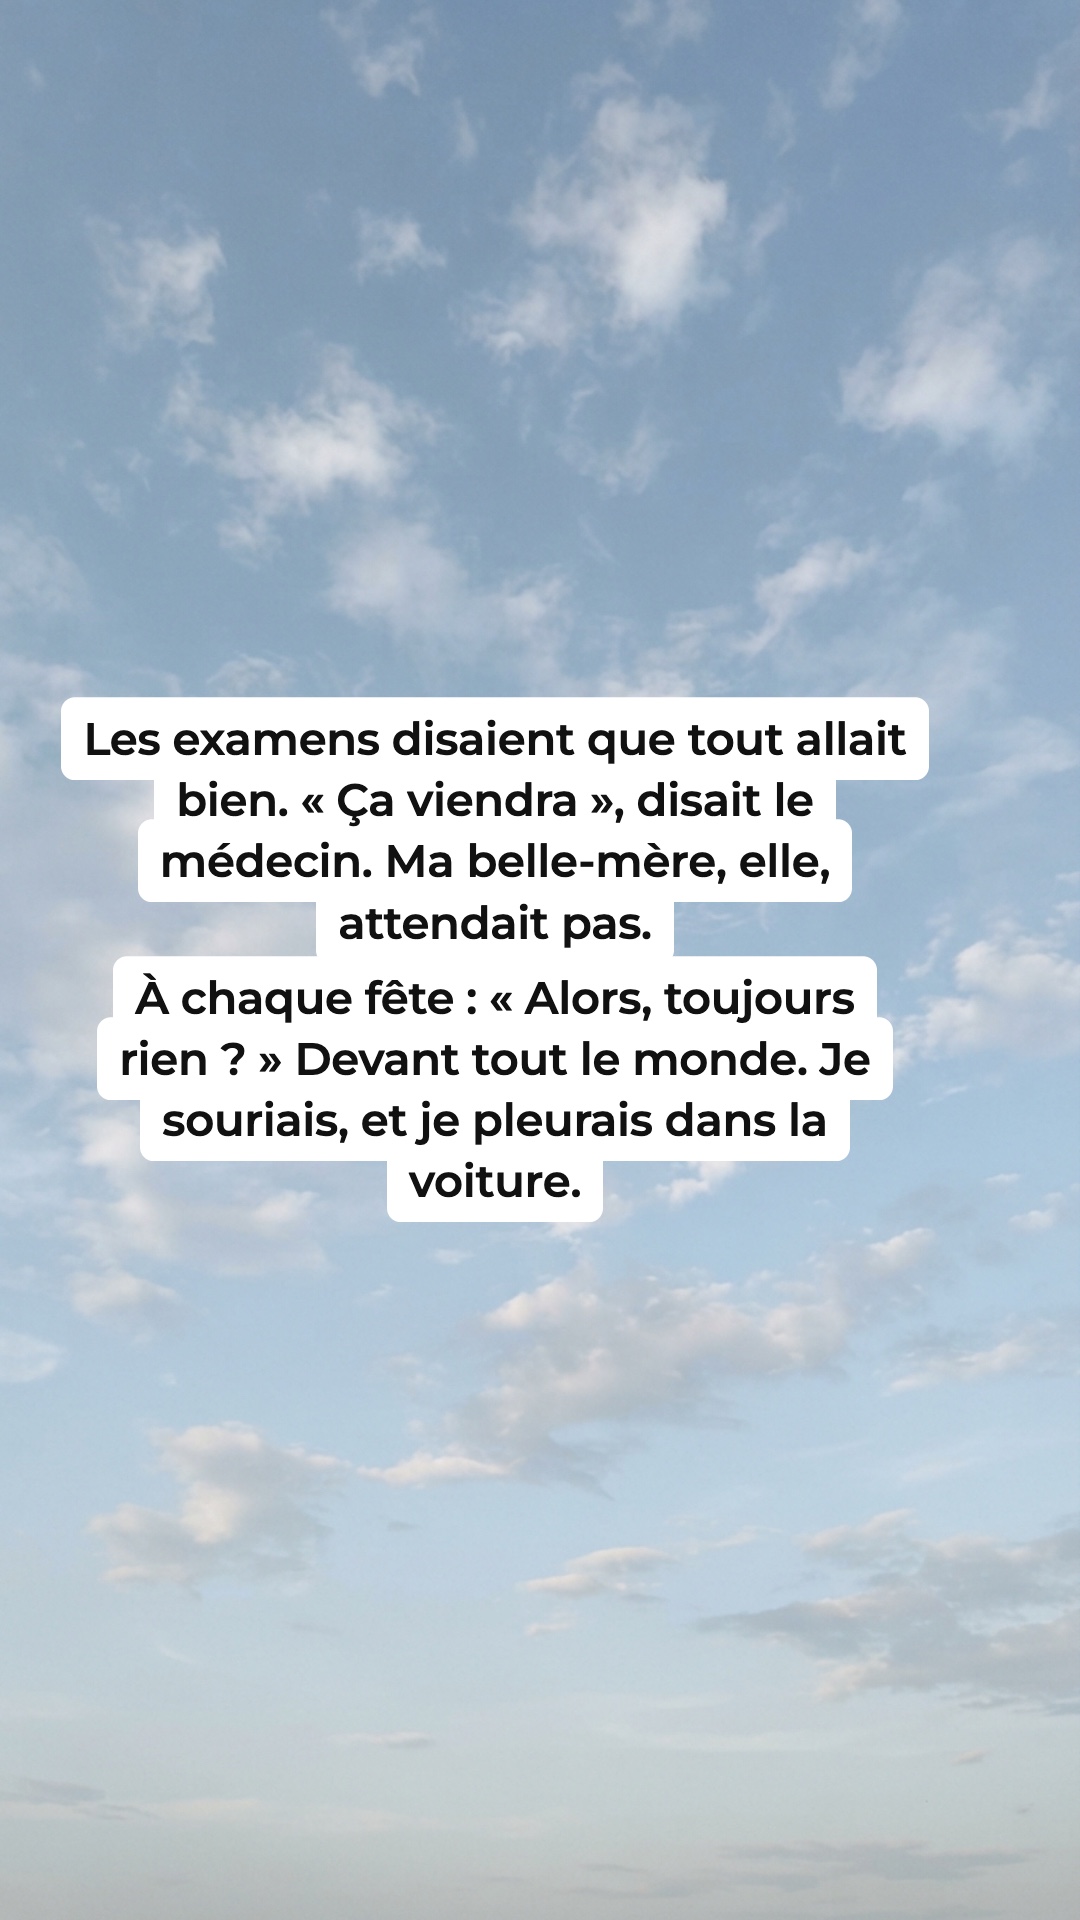 Les examens disaient que tout allait
bien. « Ça viendra », disait le
médecin. Ma belle-mère, elle,
attendait pas.
À chaque fête : « Alors, toujours
rien ? » Devant tout le monde. Je
souriais, et je pleurais dans la
voiture.